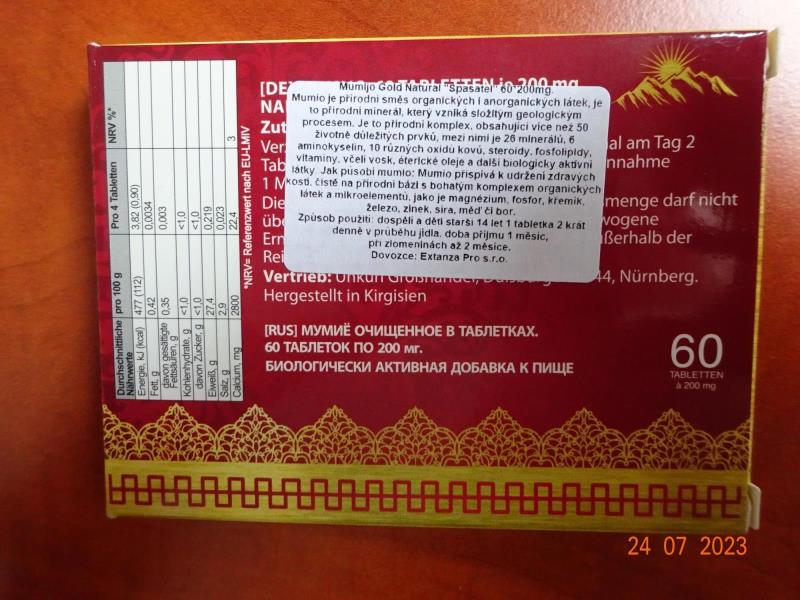 [DE] 60 TABLETTEN je 200 mg
NA
Zut
Ver al am Tag 2
Tab nnahme
1 M
Die smenge darf nicht
übe wogene
Ern ußerhalb der
Rei
Mumijo Gold Natural "Spasatel" 60*200mg.
Mumio je přírodní směs organických i anorganických látek, je
to přírodní minerál, který vzniká složitým geologickým
procesem. Je to přírodní komplex, obsahující více než 50
životně důležitých prvků, mezi nimi je 26 minerálů, 6
aminokyselin, 10 různých oxidů kovů, steroidy, fosfolipidy,
vitamíny, včelí vosk, éterické oleje a další biologicky aktivní
látky. Jak působí mumio: Mumio přispívá k udržení zdravých
kostí, čistě na přírodní bázi s bohatým komplexem organických
látek a mikroelementů, jako je magnézium, fosfor, křemík,
železo, zinek, síra, měď či bor.
Způsob použití: dospělí a děti starší 14 let 1 tabletka 2 krát
denně v průběhu jídla. doba příjmu 1 měsíc,
při zlomeninách až 2 měsíce.
Dovozce: Extanza Pro s.r.o.
Vertrieb: Unkuri Großhandel, 44, Nürnberg.
Hergestellt in Kirgisien
[RUS] МУМИЁ ОЧИЩЕННОЕ В ТАБЛЕТКАХ.
60 ТАБЛЕТОК ПО 200 мг.
БИОЛОГИЧЕСКИ АКТИВНАЯ ДОБАВКА К ПИЩЕ
60
TABLETTEN
à 200 mg
Durchschnittliche Nährwerte pro 100 g Pro 4 Tabletten NRV %*
Energie, kJ (kcal) 477 (112) 3,82 (0,90)
Fett, g 0,42 0,0034
davon gesättigte Fettsäuren, g 0,35 0,003
Kohlenhydrate, g <1,0 <1,0
davon Zucker, g <1,0 <1,0
Eiweiß, g 27,4 0,219
Salz, g 2,9 0,023
Calcium, mg 2800 22,4 3
*NRV= Referenzwert nach EU-LMIV
24 07 2023